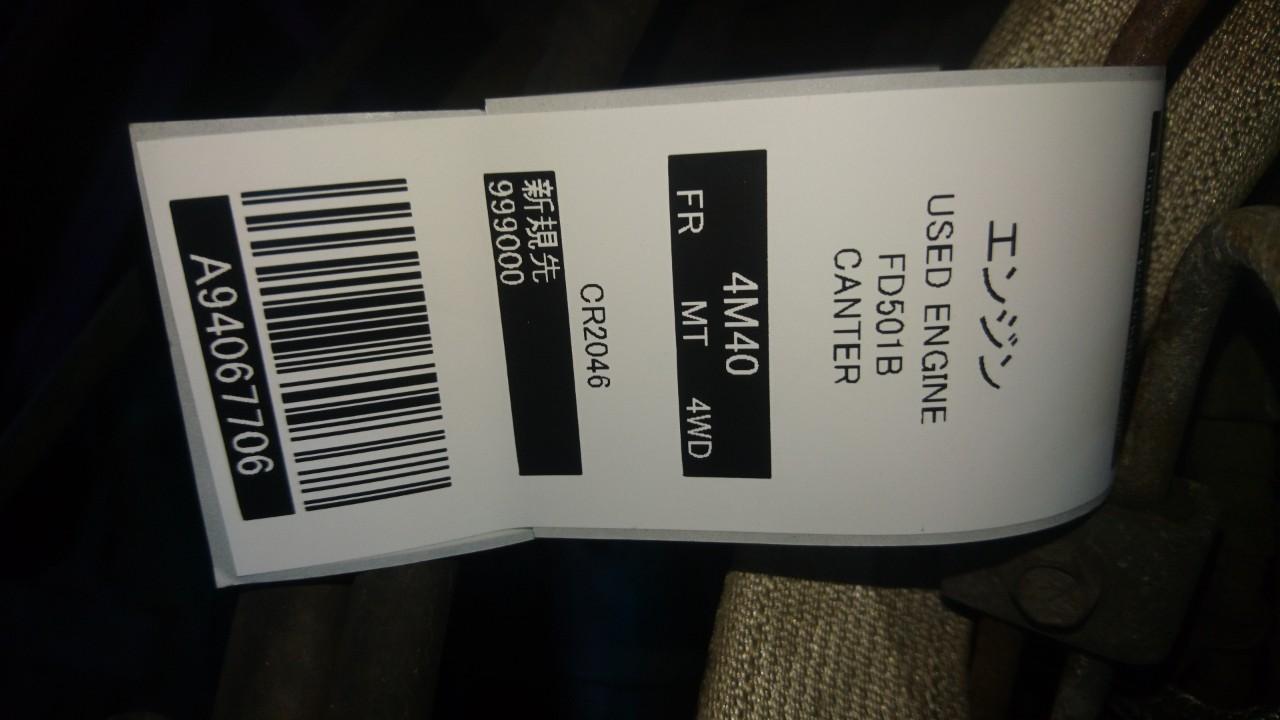 エンジン
USED ENGINE
FD501B
CANTER
4M40
FR MT 4WD
CR2046
新規先
999000
A94067706